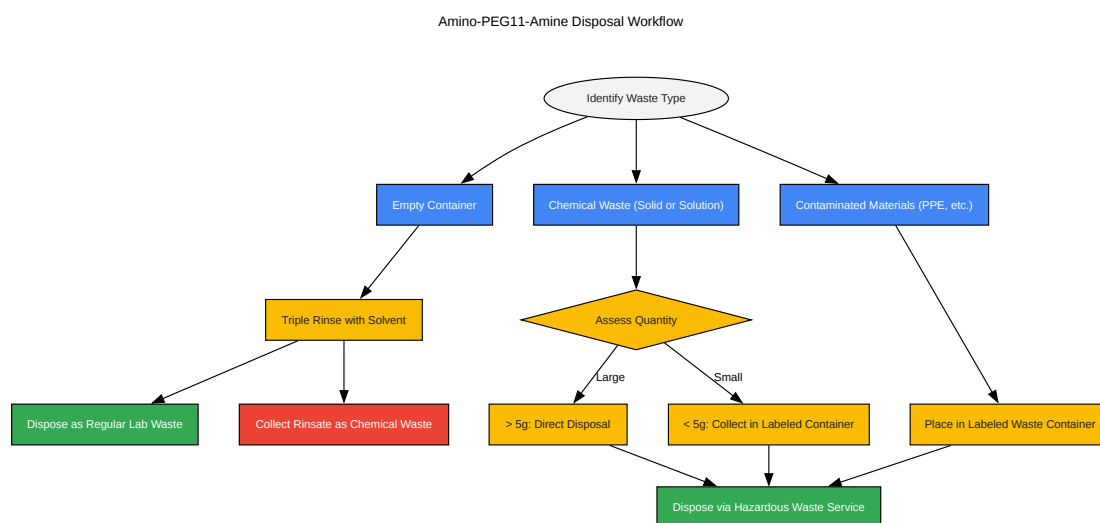 Amino-PEG11-Amine Disposal Workflow
Identify Waste Type
Empty Container
Chemical Waste (Solid or Solution)
Contaminated Materials (PPE, etc.)
Triple Rinse with Solvent
Assess Quantity
Large
Small
Dispose as Regular Lab Waste
Collect Rinsate as Chemical Waste
> 5g: Direct Disposal
< 5g: Collect in Labeled Container
Place in Labeled Waste Container
Dispose via Hazardous Waste Service